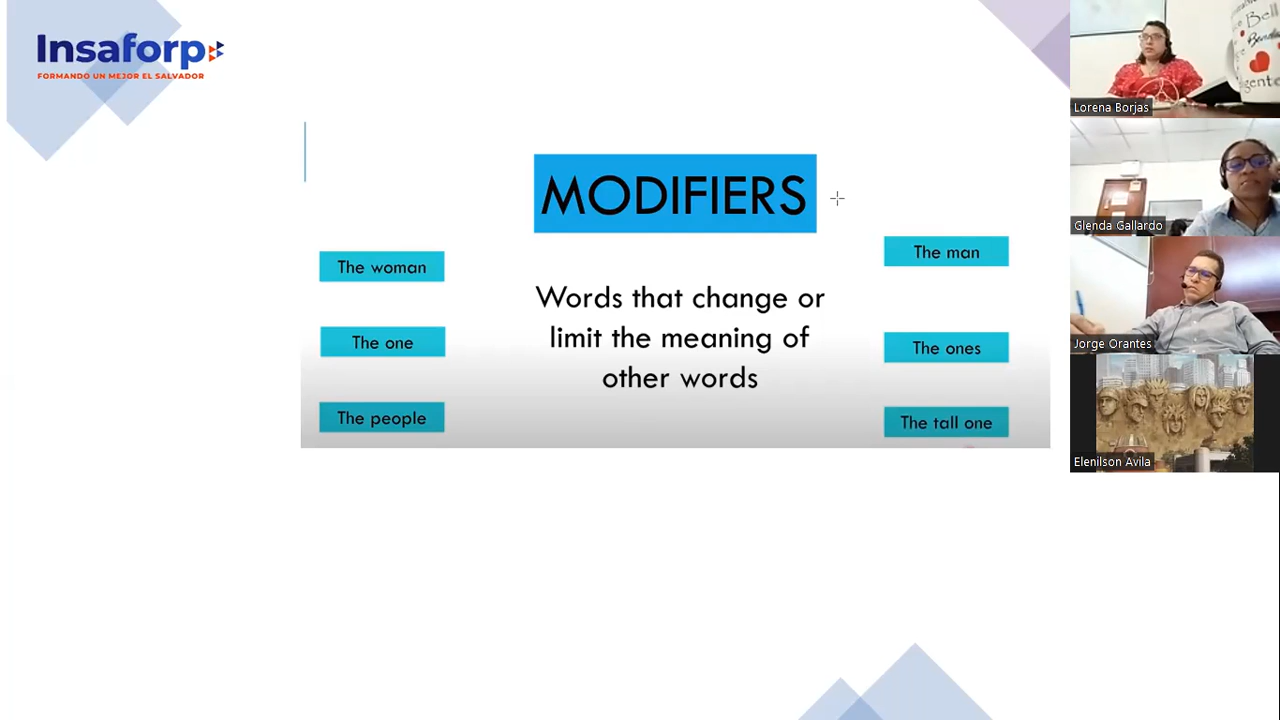 Insaforp
FORMANDO UN MEJOR EL SALVADOR
MODIFIERS
The woman
The one
The people
Words that change or
limit the meaning of
other words
The man
The ones
The tall one
Bell
Lorena Borjas
Glenda Gallardo
Jorge Orantes
Elenilson Avila